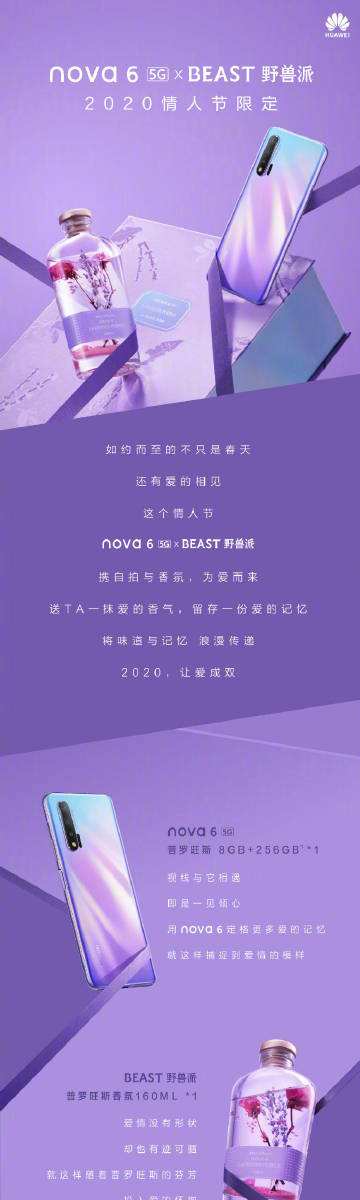 HUAWEI
nova 6 5G x BEAST 野兽派
2020情人节限定
如约而至的不只是春天
还有爱的相见
这个情人节
nova 6 5G x BEAST 野兽派
携自拍与香氛，为爱而来
送TA一抹爱的香气，留存一份爱的记忆
将味道与记忆 浪漫传递
2020，让爱成双
nova 6 5G
普罗旺斯 8GB+256GB *1
视线与它相遇
即是一见倾心
用nova 6定格更多爱的记忆
就这样捕捉到爱情的模样
BEAST 野兽派
普罗旺斯香氛160ML *1
爱情没有形状
却也有迹可循
就这样随着普罗旺斯的芬芳